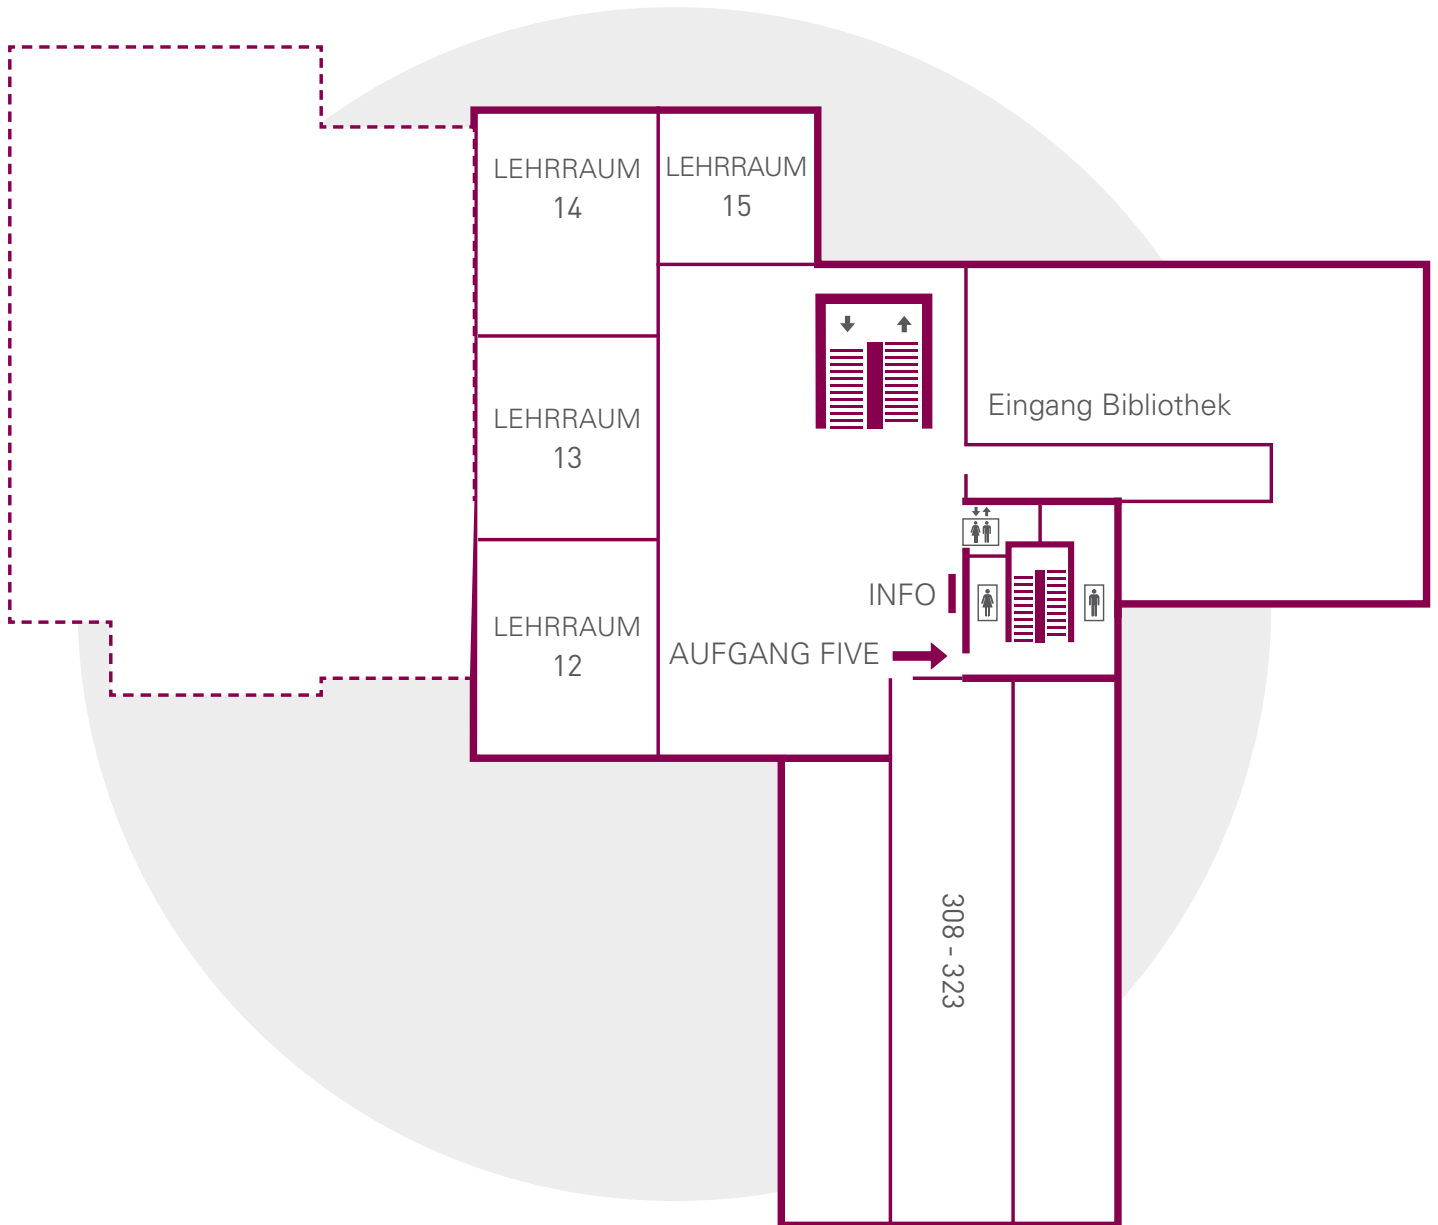 LEHRRAUM
14
LEHRRAUM
15
Eingang Bibliothek
LEHRRAUM
13
INFO
LEHRRAUM
12
AUFGANG FIVE
308 - 323